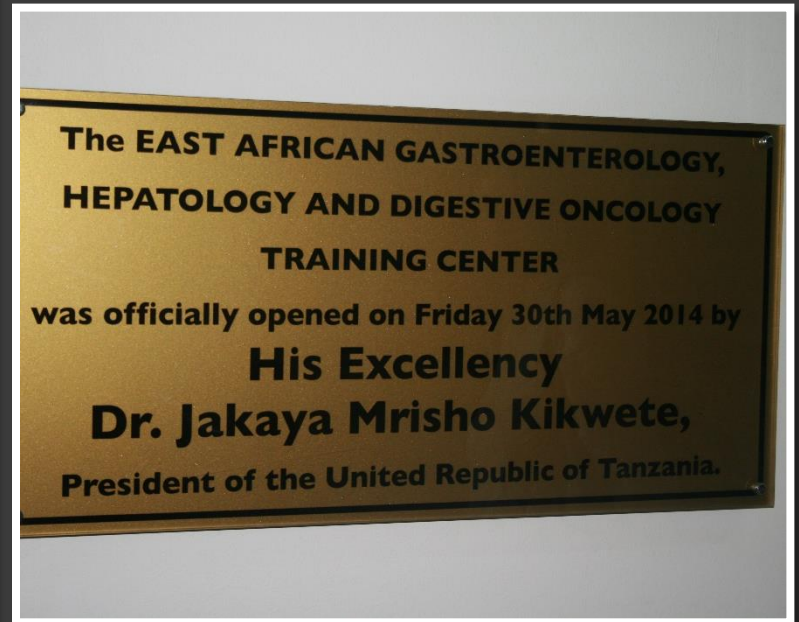 The EAST AFRICAN GASTROENTEROLOGY,
HEPATOLOGY AND DIGESTIVE ONCOLOGY
TRAINING CENTER
was officially opened on Friday 30th May 2014 by
His Excellency
Dr. Jakaya Mrisho Kikwete,
President of the United Republic of Tanzania.